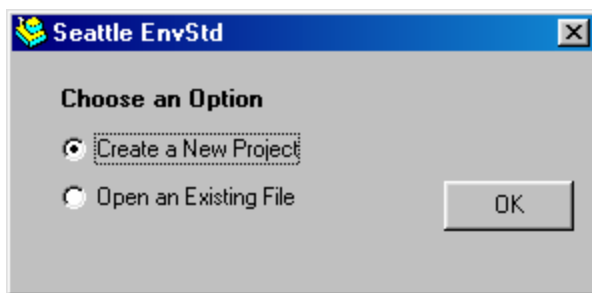 Seattle EnvStd
Choose an Option
Create a New Project
Open an Existing File
OK